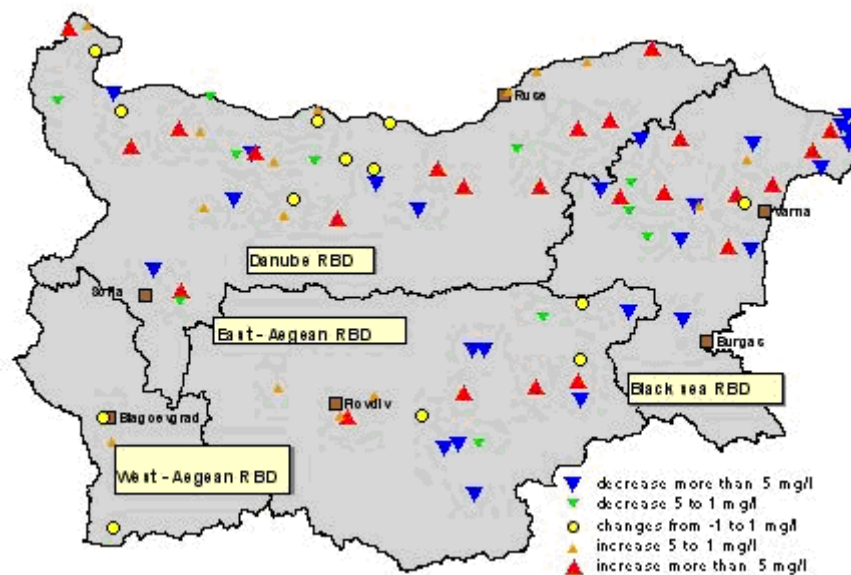 Ruse
Varna
Danube RBD
Sofia
East - Aegean RBD
Burgas
Black sea RBD
Plovdiv
Blagoevgrad
West - Aegean RBD
decrease more than 5 mg/l
decrease 5 to 1 mg/l
changes from -1 to 1 mg/l
increase 5 to 1 mg/l
increase more than 5 mg/l